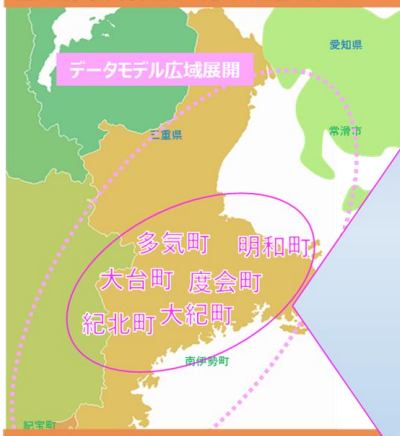 愛知県
データモデル広域展開
三重県
常滑市
多気町
明和町
大台町
度会町
紀北町
大紀町
南伊勢町
紀宝町